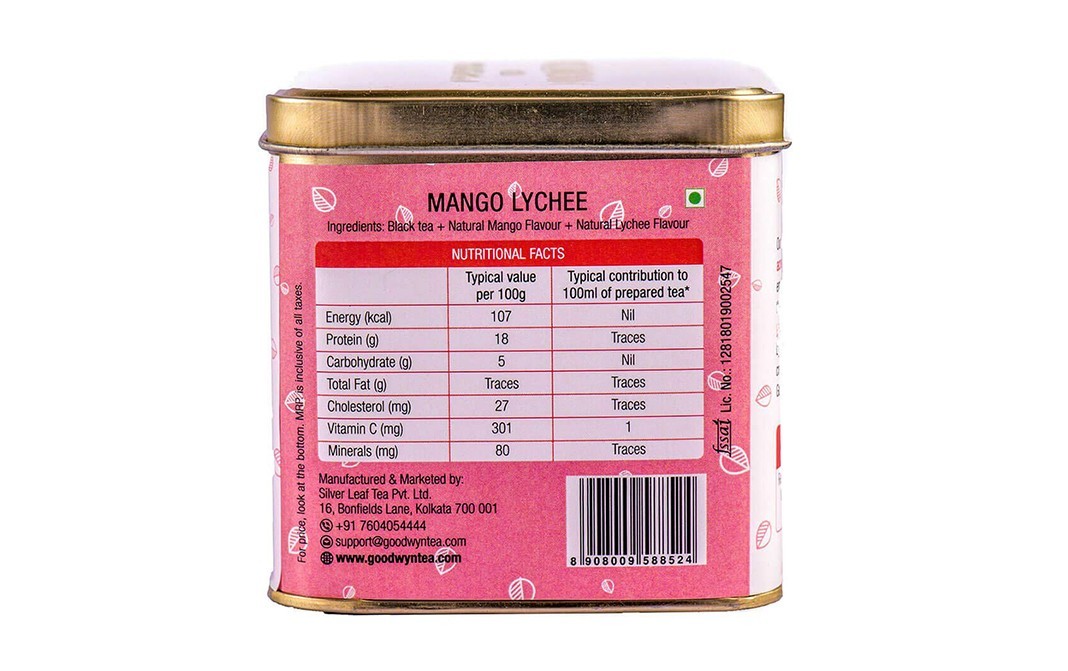 MANGO LYCHEE
Ingredients: Black tea + Natural Mango Flavour + Natural Lychee Flavour
NUTRITIONAL FACTS
Typical value per 100g Typical contribution to 100ml of prepared tea*
Energy (kcal) 107 Nil
Protein (g) 18 Traces
Carbohydrate (g) 5 Nil
Total Fat (g) Traces Traces
Cholesterol (mg) 27 Traces
Vitamin C (mg) 301 1
Minerals (mg) 80 Traces
Manufactured & Marketed by:
Silver Leaf Tea Pvt. Ltd.
16, Bonfields Lane, Kolkata 700 001
+91 7604054444
support@goodwyntea.com
www.goodwyntea.com
8 908009 588524
For price, look at the bottom. MRP is inclusive of all taxes.
fssai Lic. No.: 12818019002547